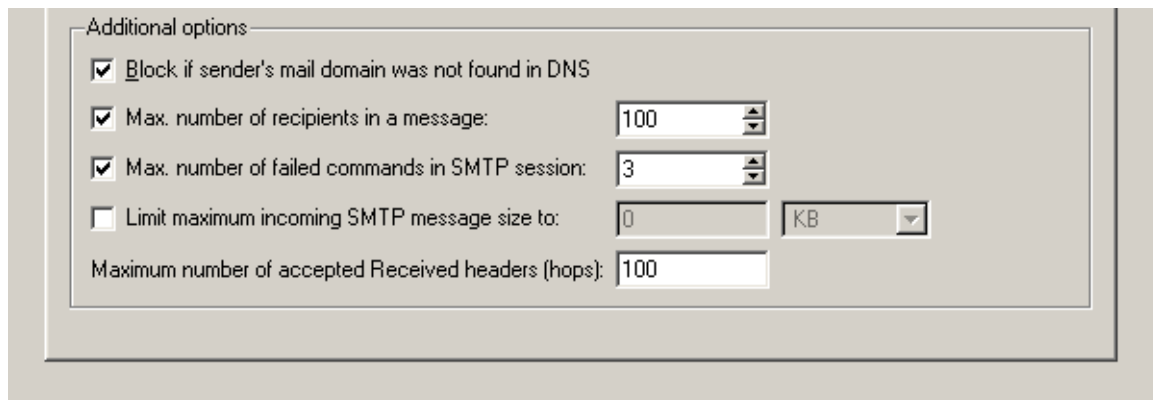 Additional options
Block if sender's mail domain was not found in DNS
Max. number of recipients in a message: 100
Max. number of failed commands in SMTP session: 3
Limit maximum incoming SMTP message size to: 0 KB
Maximum number of accepted Received headers (hops): 100